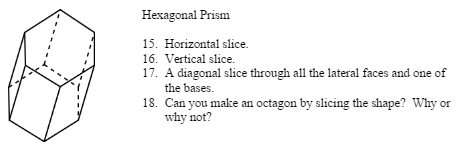 Hexagonal Prism
15. Horizontal slice.
16. Vertical slice.
17. A diagonal slice through all the lateral faces and one of
the bases.
18. Can you make an octagon by slicing the shape? Why or
why not?